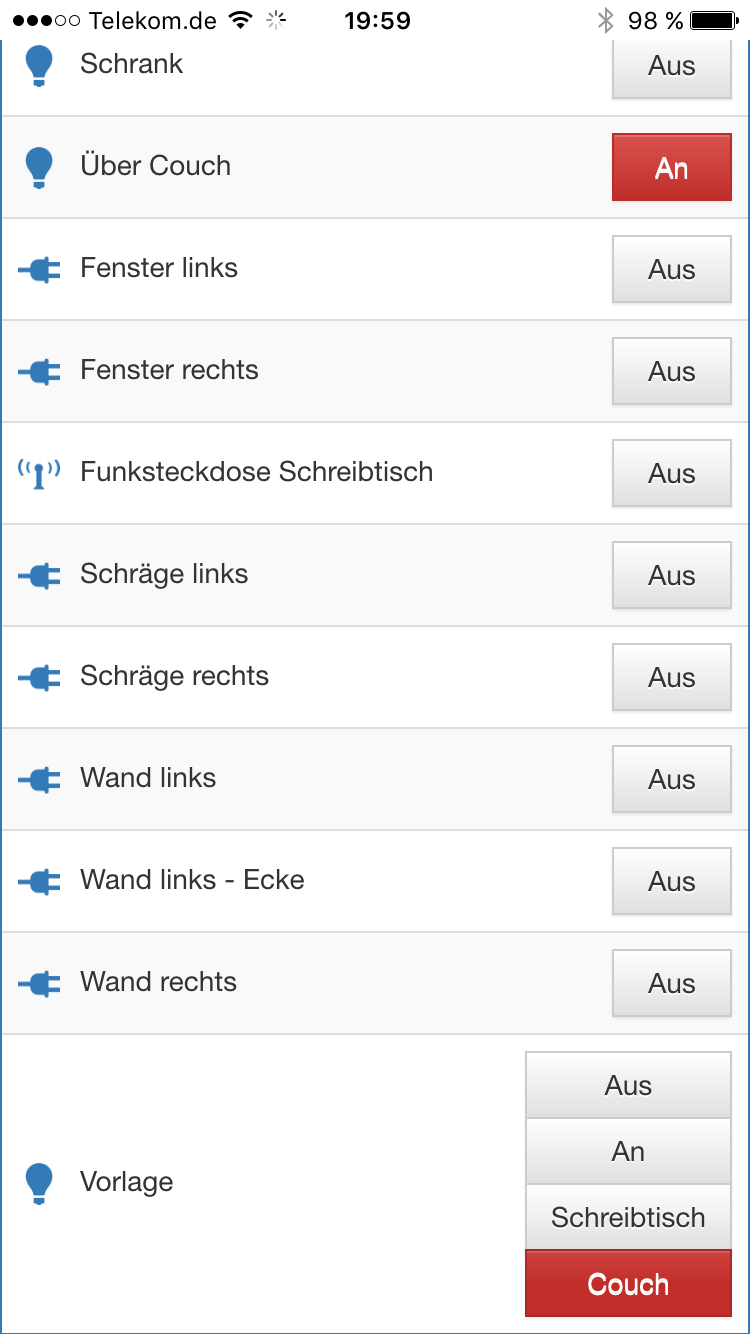 Telekom.de 19:59 98 %
Schrank Aus
Über Couch An
Fenster links Aus
Fenster rechts Aus
Funksteckdose Schreibtisch Aus
Schräge links Aus
Schräge rechts Aus
Wand links Aus
Wand links - Ecke Aus
Wand rechts Aus
Vorlage
Aus
An
Schreibtisch
Couch